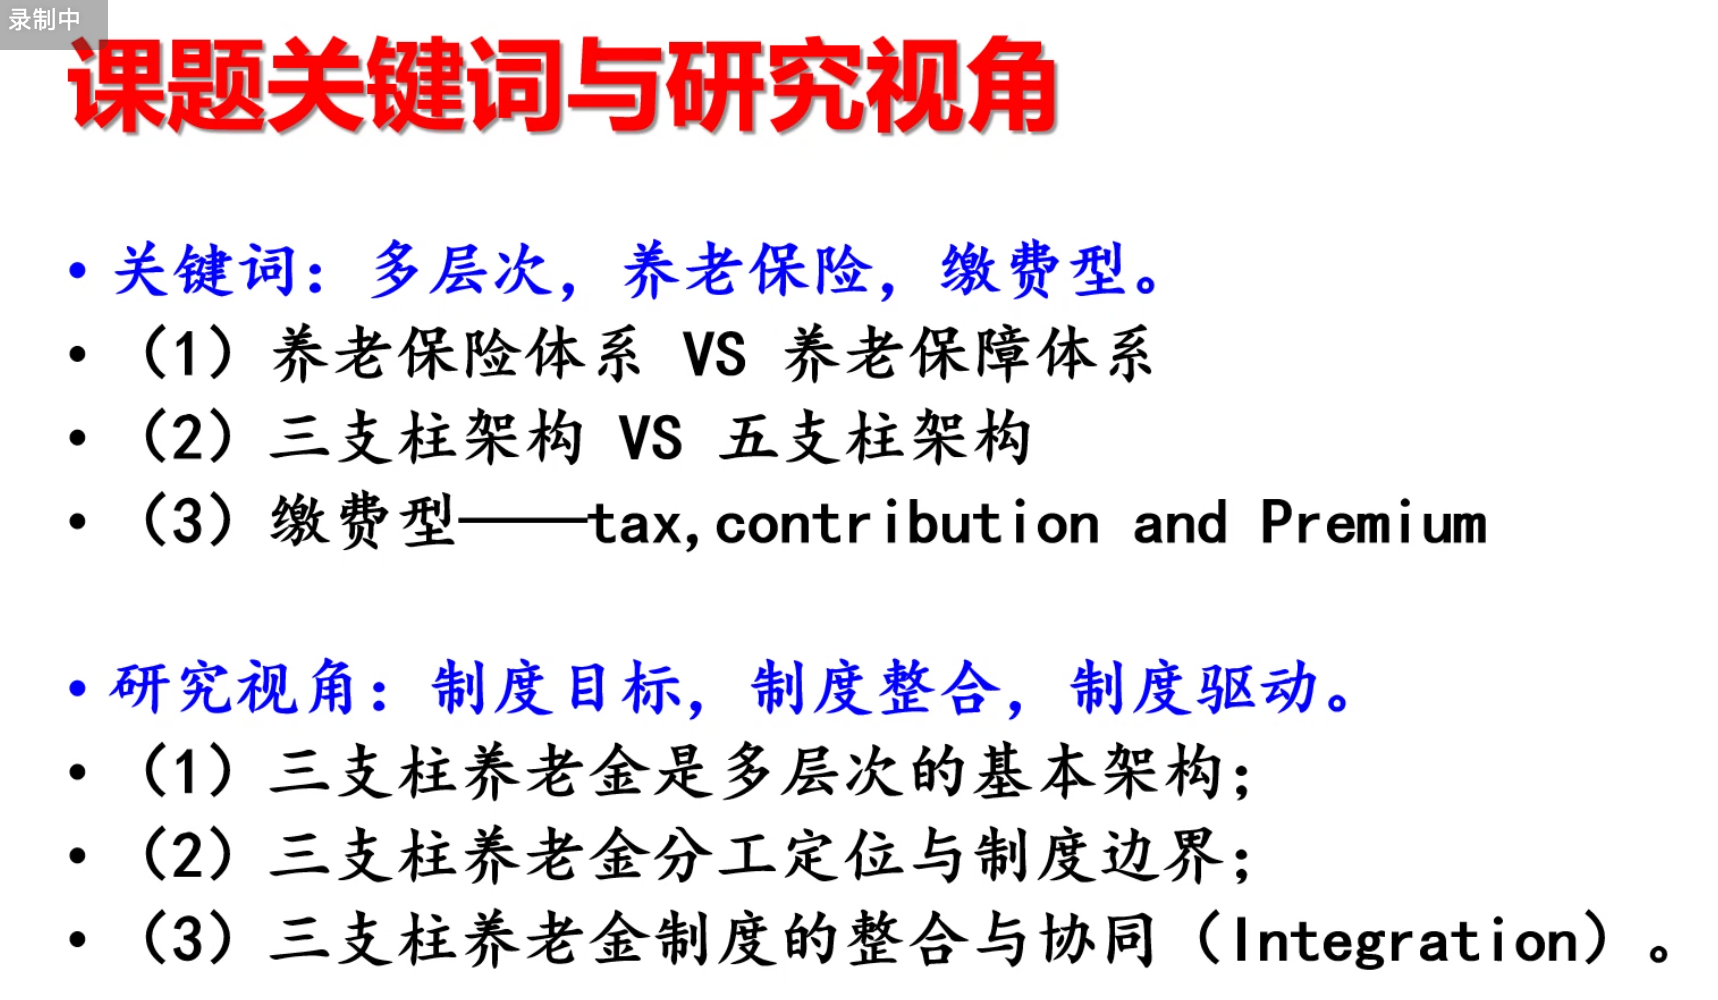 录制中
课题关键词与研究视角
• 关键词：多层次，养老保险，缴费型。
• （1）养老保险体系 VS 养老保障体系
• （2）三支柱架构 VS 五支柱架构
• （3）缴费型——tax,contribution and Premium
• 研究视角：制度目标，制度整合，制度驱动。
• （1）三支柱养老金是多层次的基本架构；
• （2）三支柱养老金分工定位与制度边界；
• （3）三支柱养老金制度的整合与协同（Integration）。